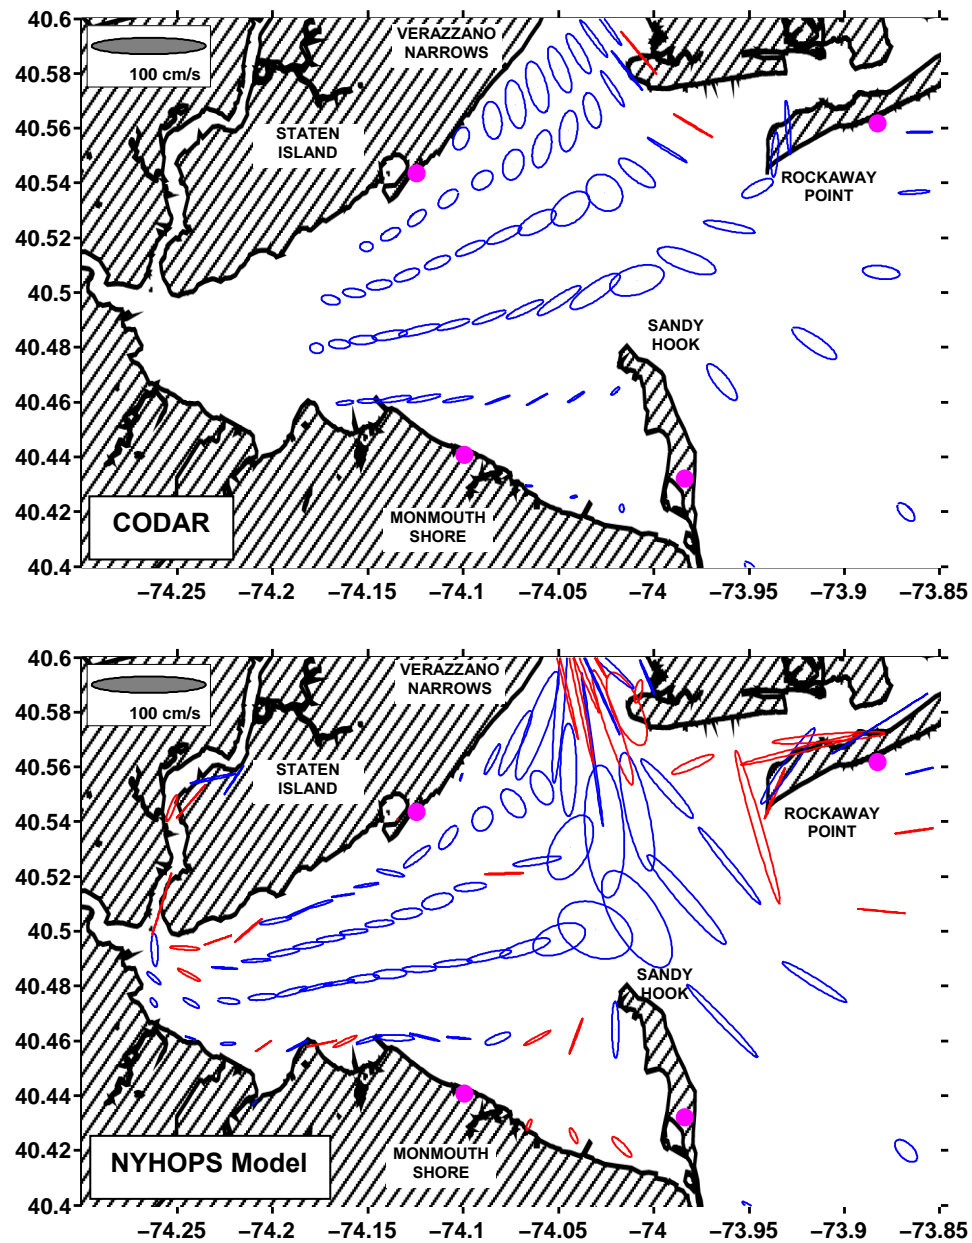 40.6
40.58
40.56
40.54
40.52
40.5
40.48
40.46
40.44
40.42
40.4
100 cm/s
VERAZZANO
NARROWS
STATEN
ISLAND
ROCKAWAY
POINT
SANDY
HOOK
MONMOUTH
SHORE
CODAR
−74.25
−74.2
−74.15
−74.1
−74.05
−74
−73.95
−73.9
−73.85
40.6
40.58
40.56
40.54
40.52
40.5
40.48
40.46
40.44
40.42
40.4
100 cm/s
VERAZZANO
NARROWS
STATEN
ISLAND
ROCKAWAY
POINT
SANDY
HOOK
MONMOUTH
SHORE
NYHOPS Model
−74.25
−74.2
−74.15
−74.1
−74.05
−74
−73.95
−73.9
−73.85